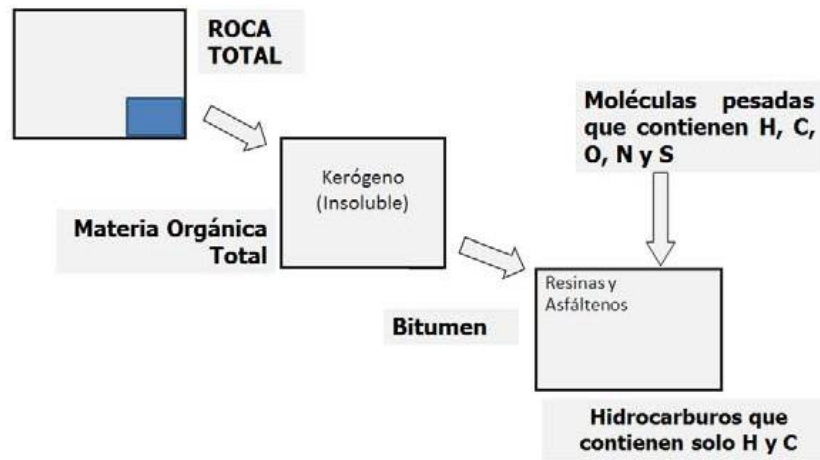 ROCA
TOTAL
Moléculas pesadas
que contienen H, C,
O, N y S
Kerógeno
(Insoluble)
Materia Orgánica
Total
Resinas y
Asfáltenos
Bitumen
Hidrocarburos que
contienen solo H y C